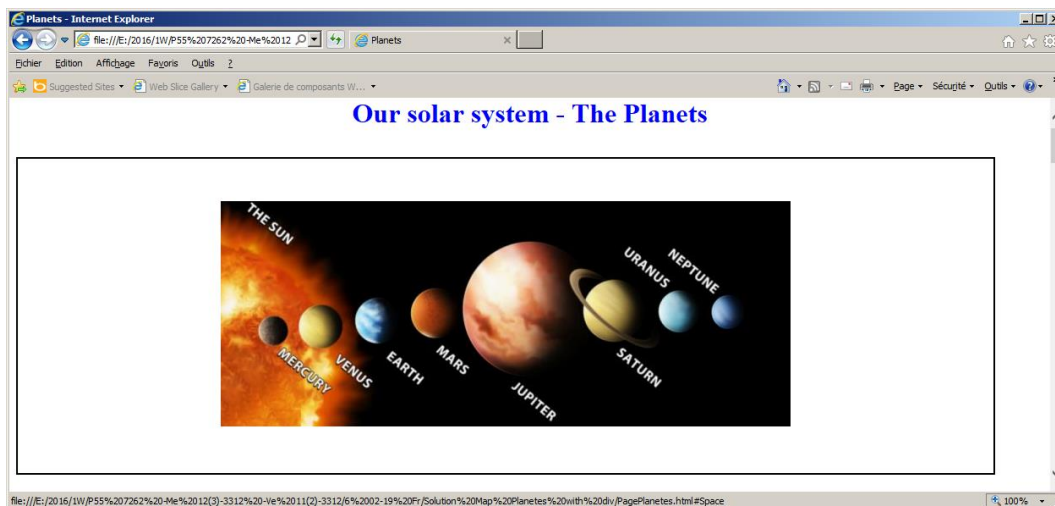 Planets - Internet Explorer
file:///E:/2016/1W/P55%207262%20-Me%2012 Planets
Fichier Edition Affichage Favoris Outils ?
Suggested Sites Web Slice Gallery Galerie de composants W... Page Sécurité Outils
Our solar system - The Planets
THE SUN
MERCURY
VENUS
EARTH
MARS
JUPITER
SATURN
URANUS
NEPTUNE
file:///E:/2016/1W/P55%207262%20-Me%2012(3)-3312%20-Ve%2011(2)-3312/6%2002-19%20Fr/Solution%20Map%20Planetes%20with%20div/PagePlanetes.html#Space 100%